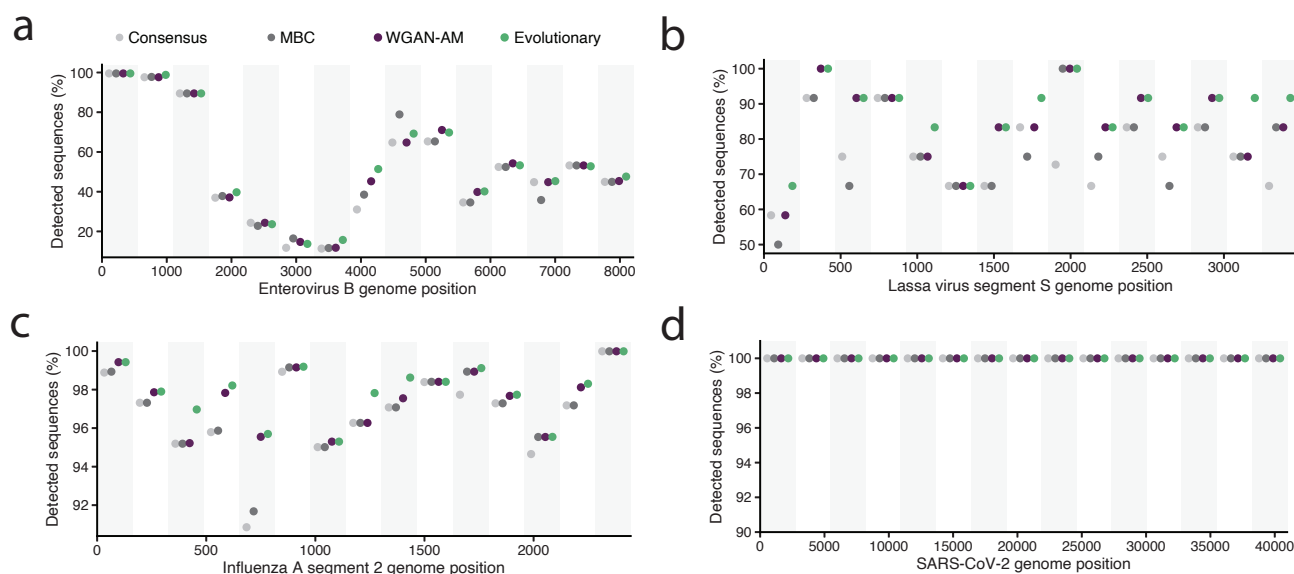 a
Consensus MBC WGAN-AM Evolutionary
Detected sequences (%)
100
80
60
40
20
0 1000 2000 3000 4000 5000 6000 7000 8000
Enterovirus B genome position
b
Detected sequences (%)
100
90
80
70
60
50
0 500 1000 1500 2000 2500 3000
Lassa virus segment S genome position
c
Detected sequences (%)
100
98
96
94
92
0 500 1000 1500 2000
Influenza A segment 2 genome position
d
Detected sequences (%)
100
98
96
94
92
90
0 5000 10000 15000 20000 25000 30000 35000 40000
SARS-CoV-2 genome position